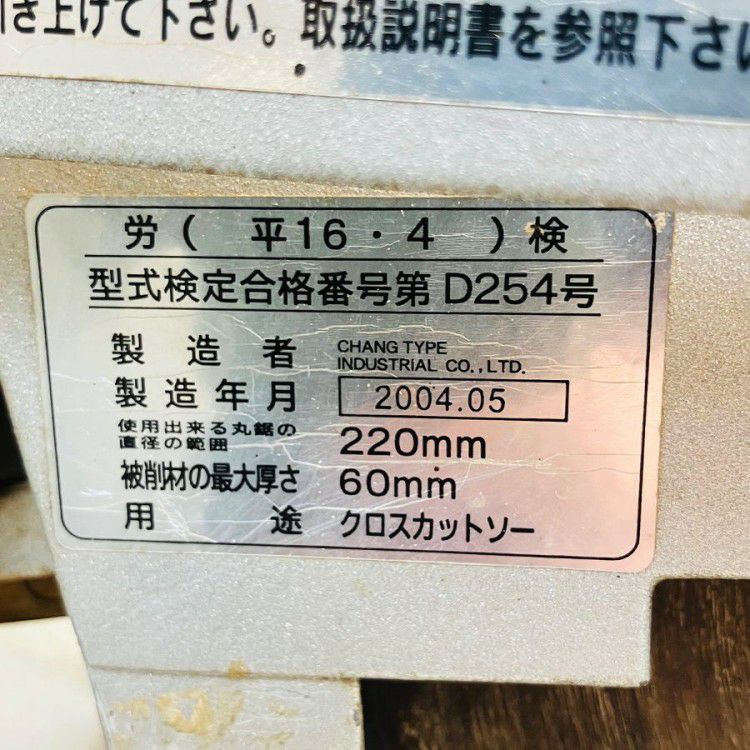 き上げて下さい。取扱説明書を参照下さい
労( 平16・4 )検
型式検定合格番号第 D254号
製造者 CHANG TYPE
INDUSTRIAL CO.,LTD.
製造年月 2004.05
使用出来る丸鋸の
直径の範囲 220mm
被削材の最大厚さ 60mm
用途 クロスカットソー